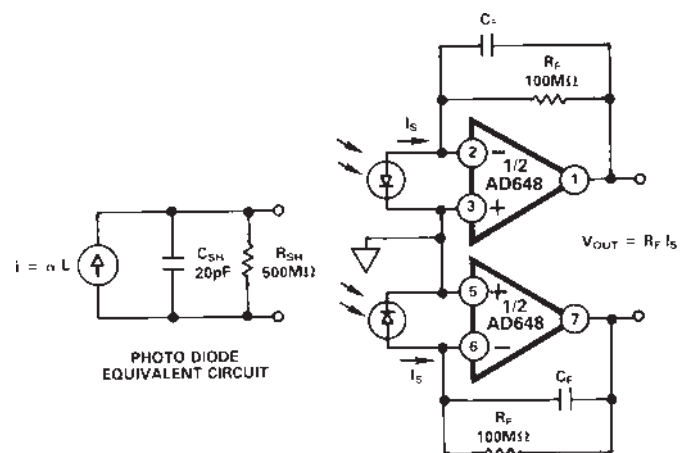 i = n L
CSH
20pF
RSH
500MΩ
PHOTO DIODE
EQUIVALENT CIRCUIT
CF
RF
100MΩ
IS
2
−
1/2
AD648
1
3
+
VOUT = RF IS
5
+
1/2
AD648
7
6
−
IS
CF
RF
100MΩ